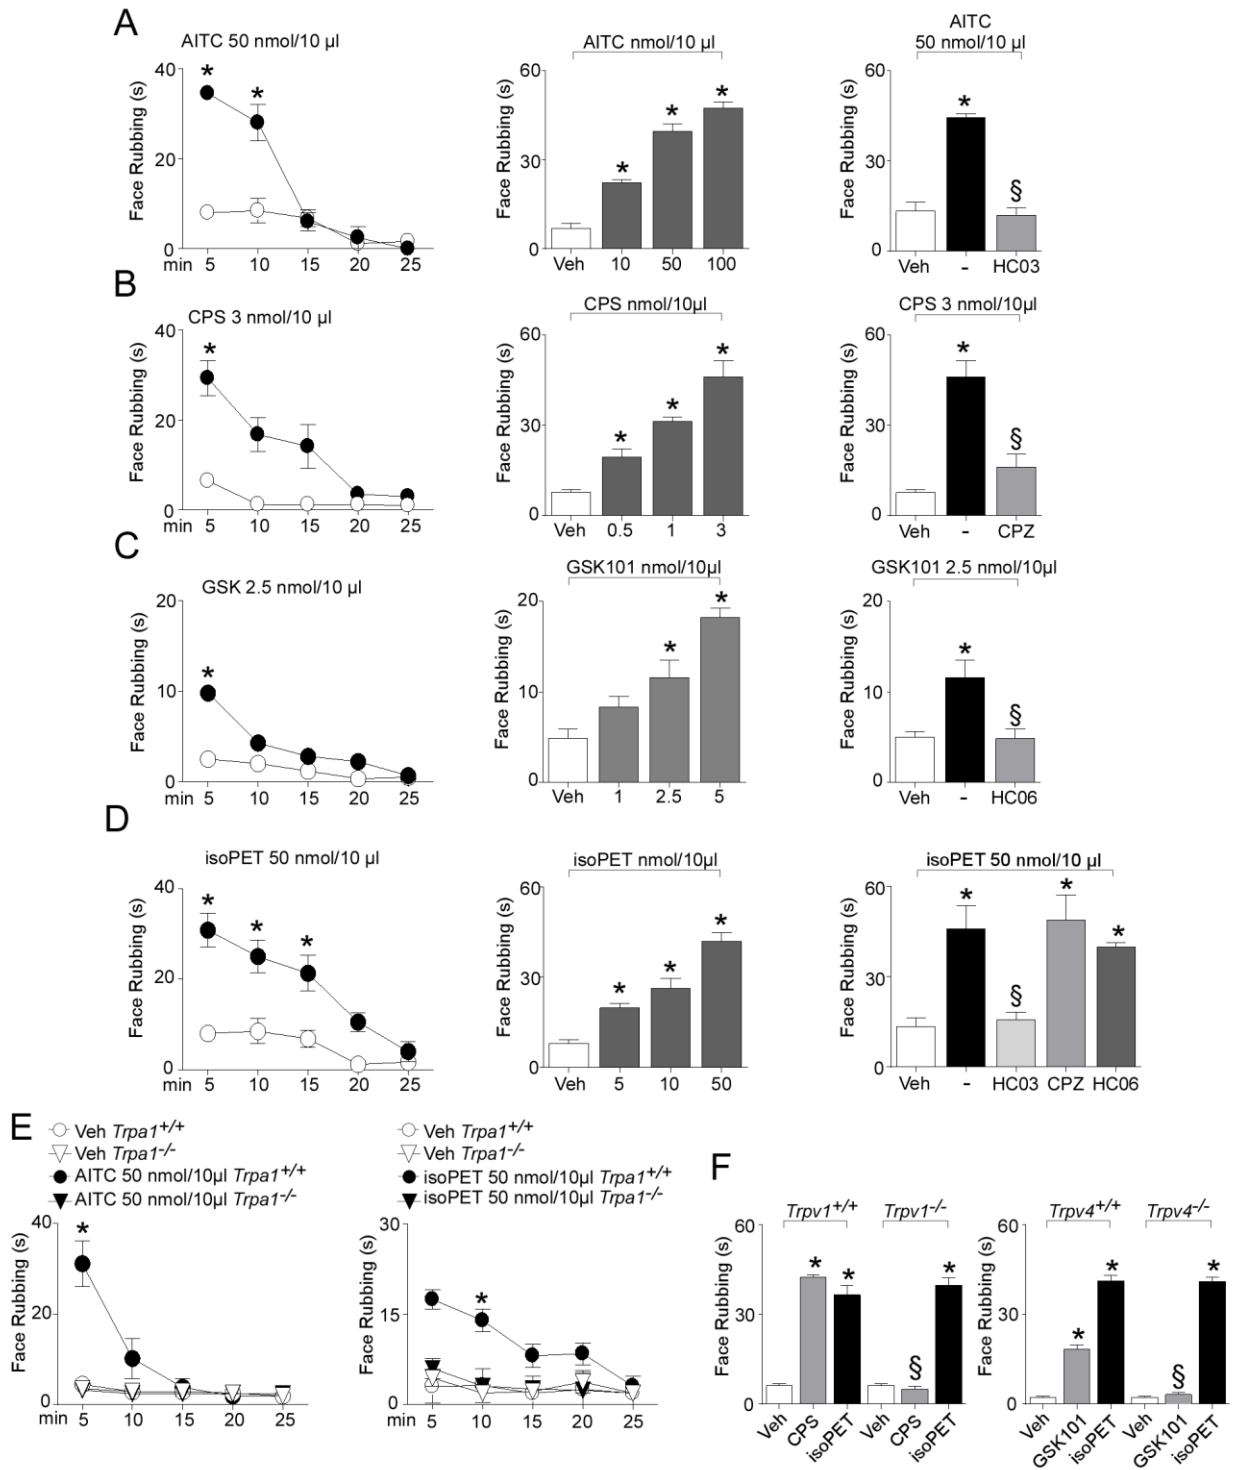 A
AITC 50 nmol/10 µl
AITC nmol/10 µl
AITC
50 nmol/10 µl
Face Rubbing (s)
40
20
0
* *
min 5 10 15 20 25
Face Rubbing (s)
60
30
0
* * *
Veh 10 50 100
Face Rubbing (s)
60
30
0
* §
Veh - HC03
B
CPS 3 nmol/10 µl
CPS nmol/10µl
CPS 3 nmol/10µl
Face Rubbing (s)
40
20
0
*
min 5 10 15 20 25
Face Rubbing (s)
60
30
0
* * *
Veh 0.5 1 3
Face Rubbing (s)
60
30
0
* §
Veh - CPZ
C
GSK 2.5 nmol/10 µl
GSK101 nmol/10µl
GSK101 2.5 nmol/10µl
Face Rubbing (s)
20
10
0
*
min 5 10 15 20 25
Face Rubbing (s)
20
10
0
* *
Veh 1 2.5 5
Face Rubbing (s)
20
10
0
* §
Veh - HC06
D
isoPET 50 nmol/10 µl
isoPET nmol/10µl
isoPET 50 nmol/10 µl
Face Rubbing (s)
40
20
0
* * *
min 5 10 15 20 25
Face Rubbing (s)
60
30
0
* * *
Veh 5 10 50
Face Rubbing (s)
60
30
0
* § * *
Veh - HC03 CPZ HC06
E
Veh Trpa1+/+
Veh Trpa1-/-
AITC 50 nmol/10µl Trpa1+/+
AITC 50 nmol/10µl Trpa1-/-
Face Rubbing (s)
40
20
0
*
min 5 10 15 20 25
Veh Trpa1+/+
Veh Trpa1-/-
isoPET 50 nmol/10µl Trpa1+/+
isoPET 50 nmol/10µl Trpa1-/-
Face Rubbing (s)
30
15
0
*
min 5 10 15 20 25
F
Trpv1+/+ Trpv1-/-
Face Rubbing (s)
60
30
0
* * § *
Veh CPS isoPET Veh CPS isoPET
Trpv4+/+ Trpv4-/-
Face Rubbing (s)
60
30
0
* * § *
Veh GSK101 isoPET Veh GSK101 isoPET